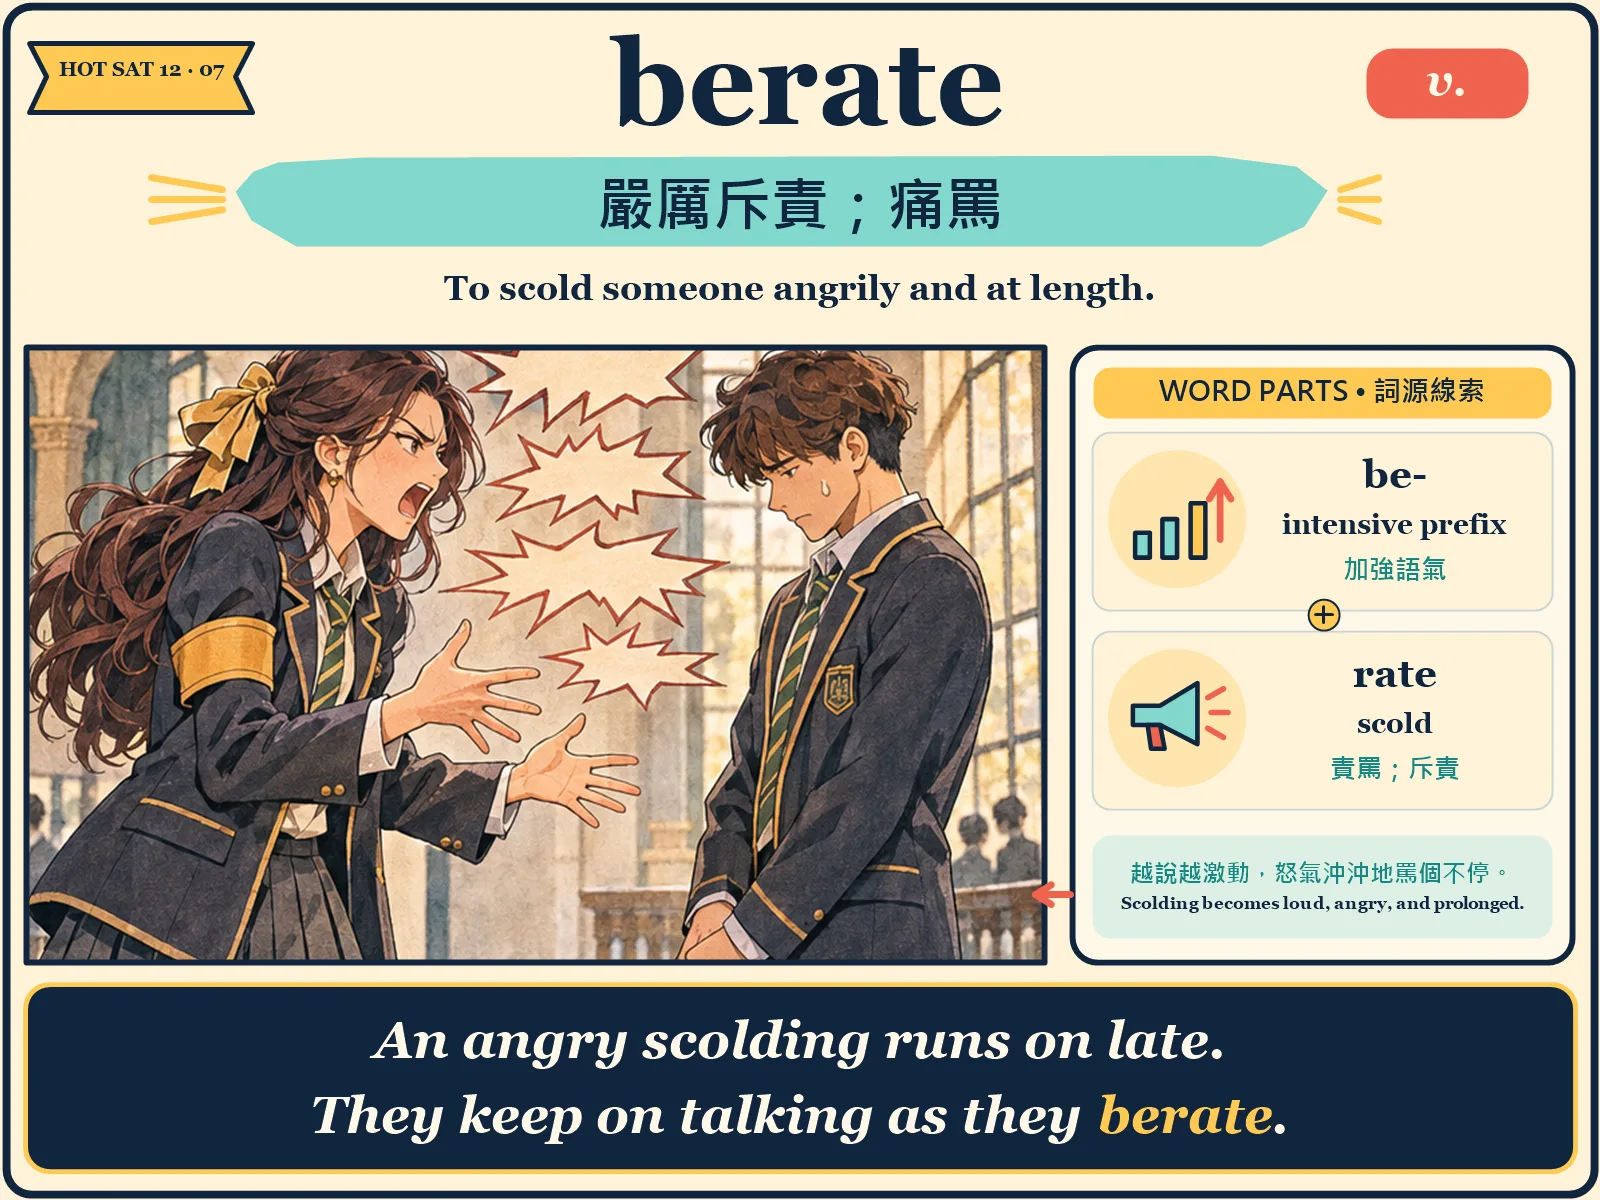 HOT SAT 12 · 07
berate
v.
嚴厲斥責；痛罵
To scold someone angrily and at length.
WORD PARTS • 詞源線索
be-
intensive prefix
加強語氣
+
rate
scold
責罵；斥責
越說越激動，怒氣沖沖地罵個不停。
Scolding becomes loud, angry, and prolonged.
An angry scolding runs on late.
They keep on talking as they berate.